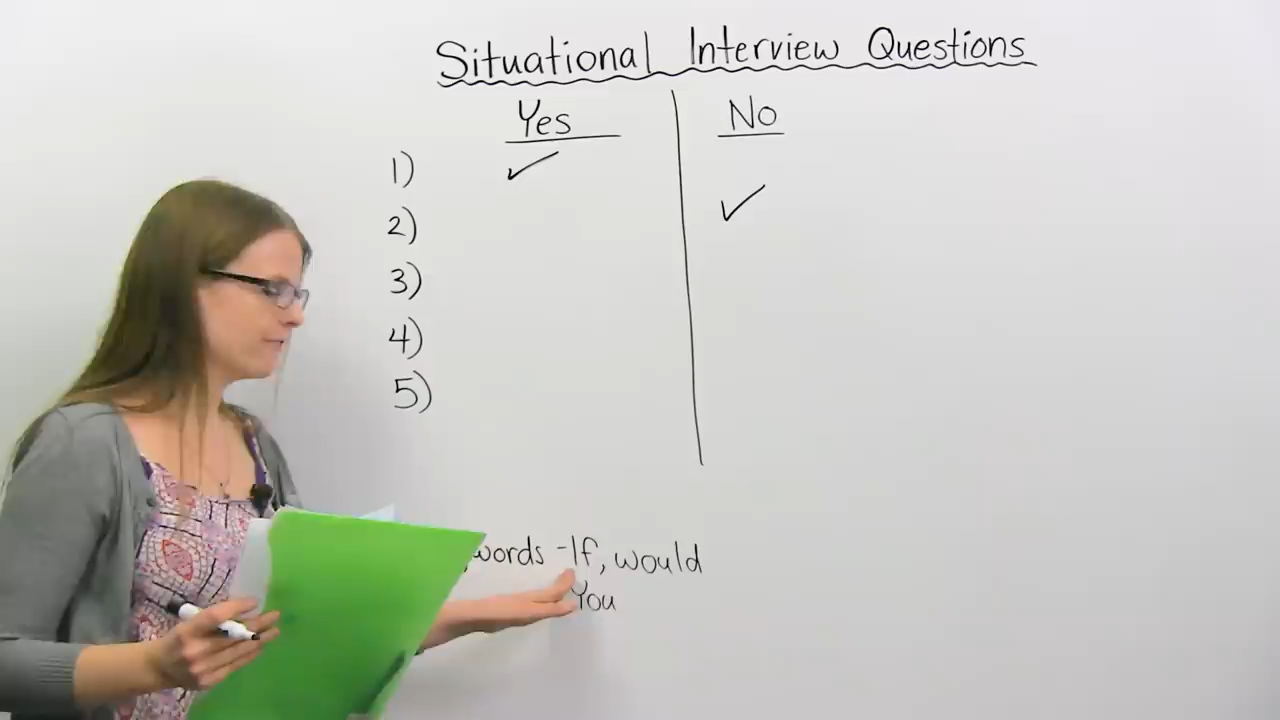 Situational Interview Questions
Yes No
1) ✓
2) ✓
3)
4)
5)
words - If, would
You